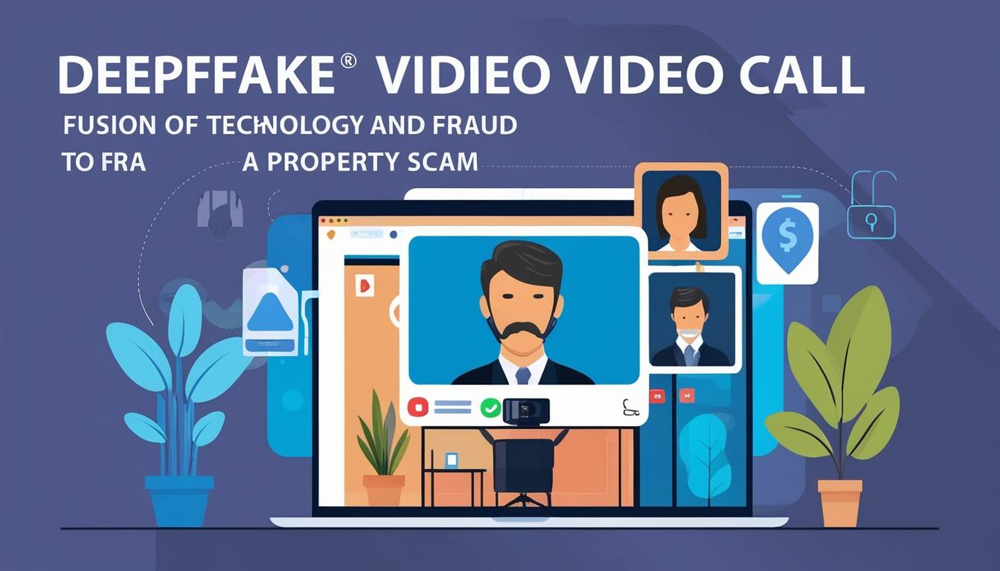 DEEPFFAKE® VIDIEO VIDEO CALL
FUSION OF TECHNOLOGY AND FRAUD
TO FRA A PROPERTY SCAM
$